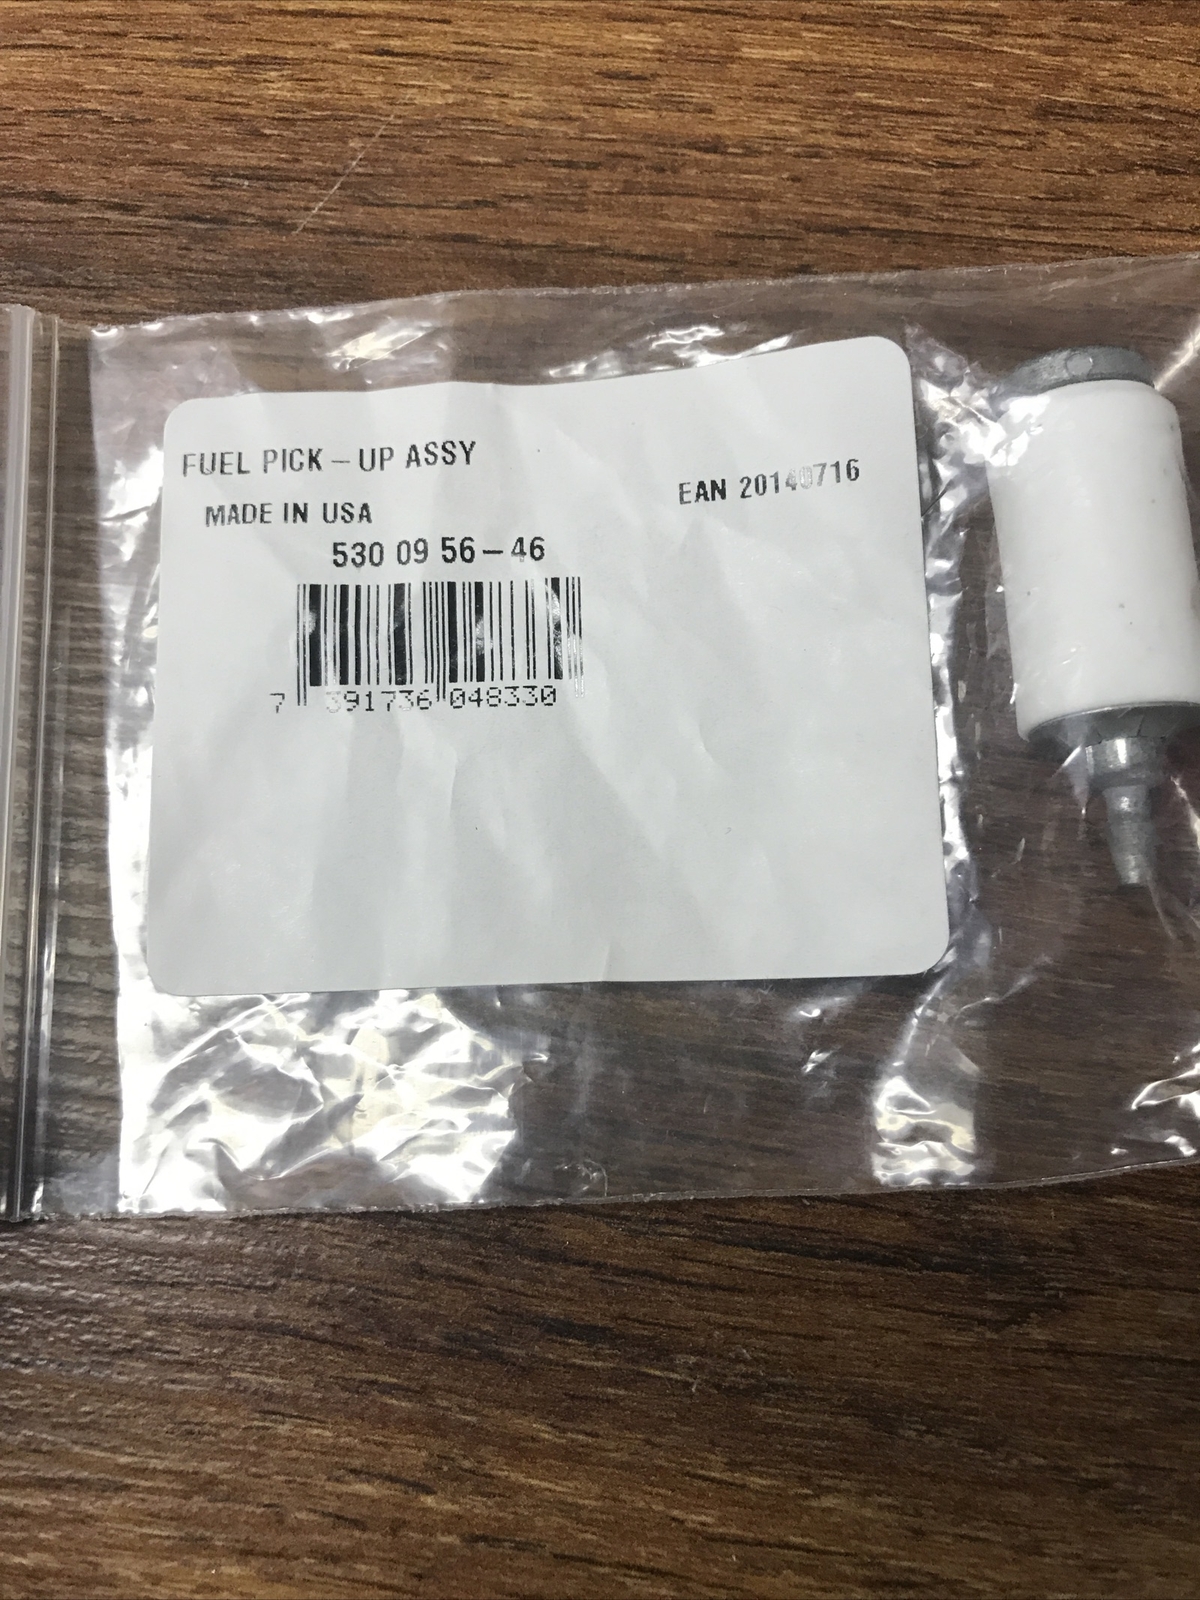 FUEL PICK – UP ASSY
MADE IN USA
EAN 20140716
530 09 56 – 46
7 391736 048330